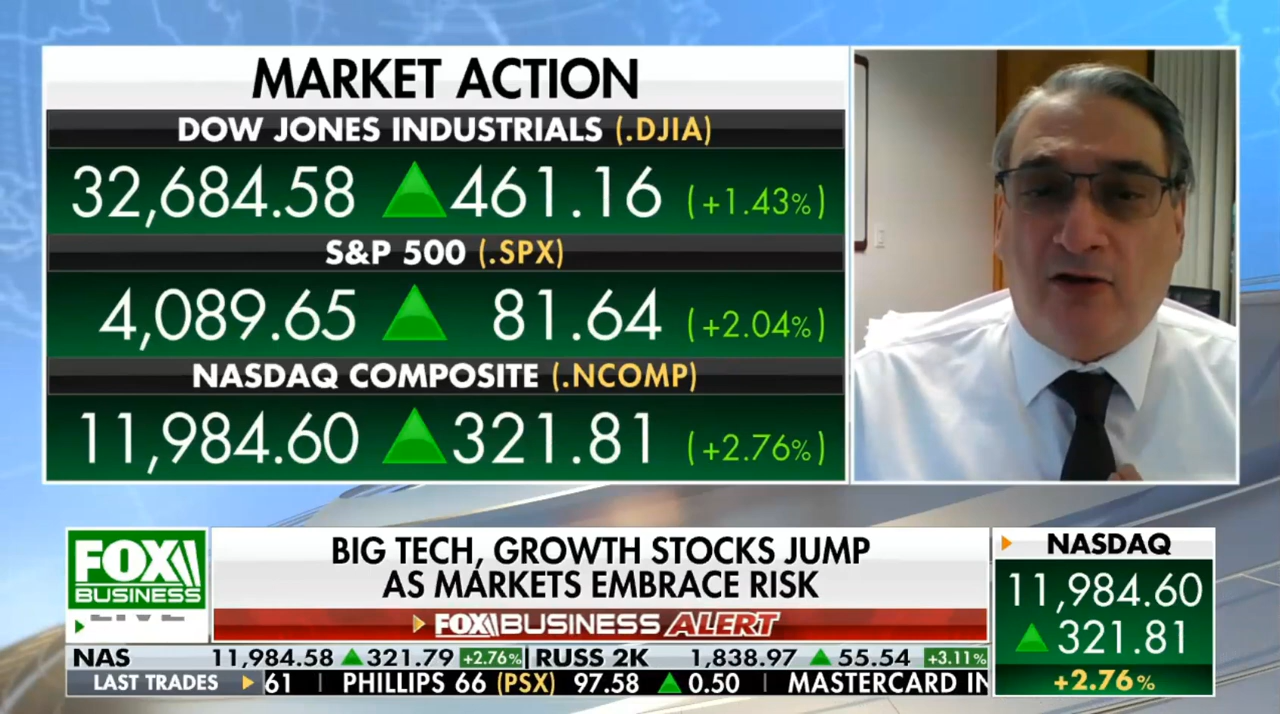 MARKET ACTION
DOW JONES INDUSTRIALS (.DJIA)
32,684.58 ▲ 461.16 (+1.43%)
S&P 500 (.SPX)
4,089.65 ▲ 81.64 (+2.04%)
NASDAQ COMPOSITE (.NCOMP)
11,984.60 ▲ 321.81 (+2.76%)
FOX
BUSINESS
BIG TECH, GROWTH STOCKS JUMP
AS MARKETS EMBRACE RISK
FOX BUSINESS ALERT
NASDAQ
11,984.60
▲ 321.81
+2.76%
NAS 11,984.58 ▲ 321.79 +2.76% RUSS 2K 1,838.97 ▲ 55.54 +3.11%
LAST TRADES 61 | PHILLIPS 66 (PSX) 97.58 ▲ 0.50 | MASTERCARD IN